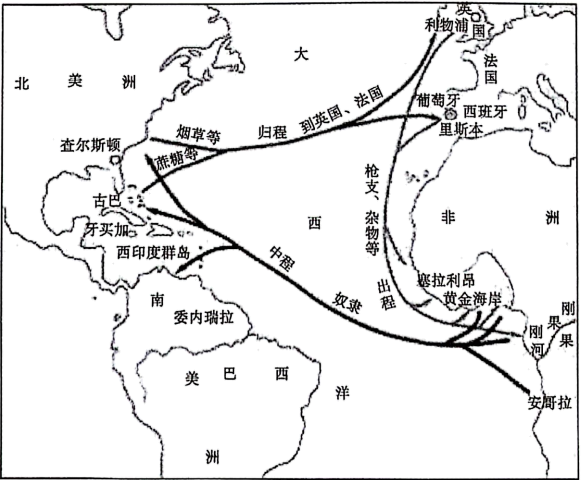 英
国
利物浦
大
法
国
北 美 洲
葡萄牙
西班牙
里斯本
烟草等
归程
到英国、法国
查尔斯顿
蔗糖等
古巴
牙买加
西印度群岛
枪支、杂物等
西
非 洲
中程
奴隶
出程
塞拉利昂
黄金海岸
南
委内瑞拉
刚
果
刚
果
河
美 巴 西
洋
安哥拉
洲